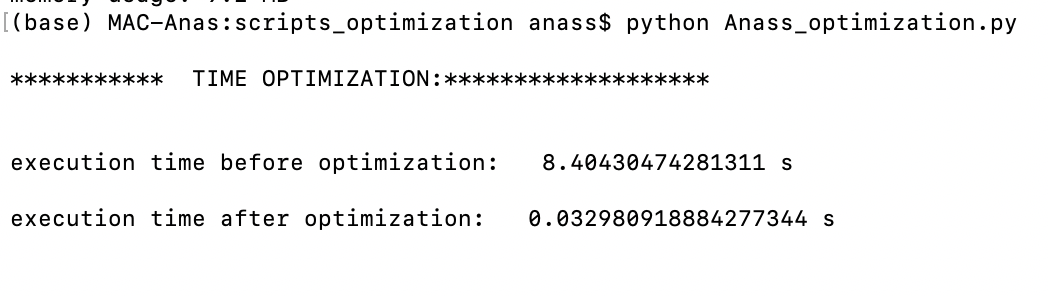 [(base) MAC-Anas:scripts_optimization anass$ python Anass_optimization.py
***********  TIME OPTIMIZATION:*******************
execution time before optimization:   8.40430474281311 s
execution time after optimization:   0.032980918884277344 s